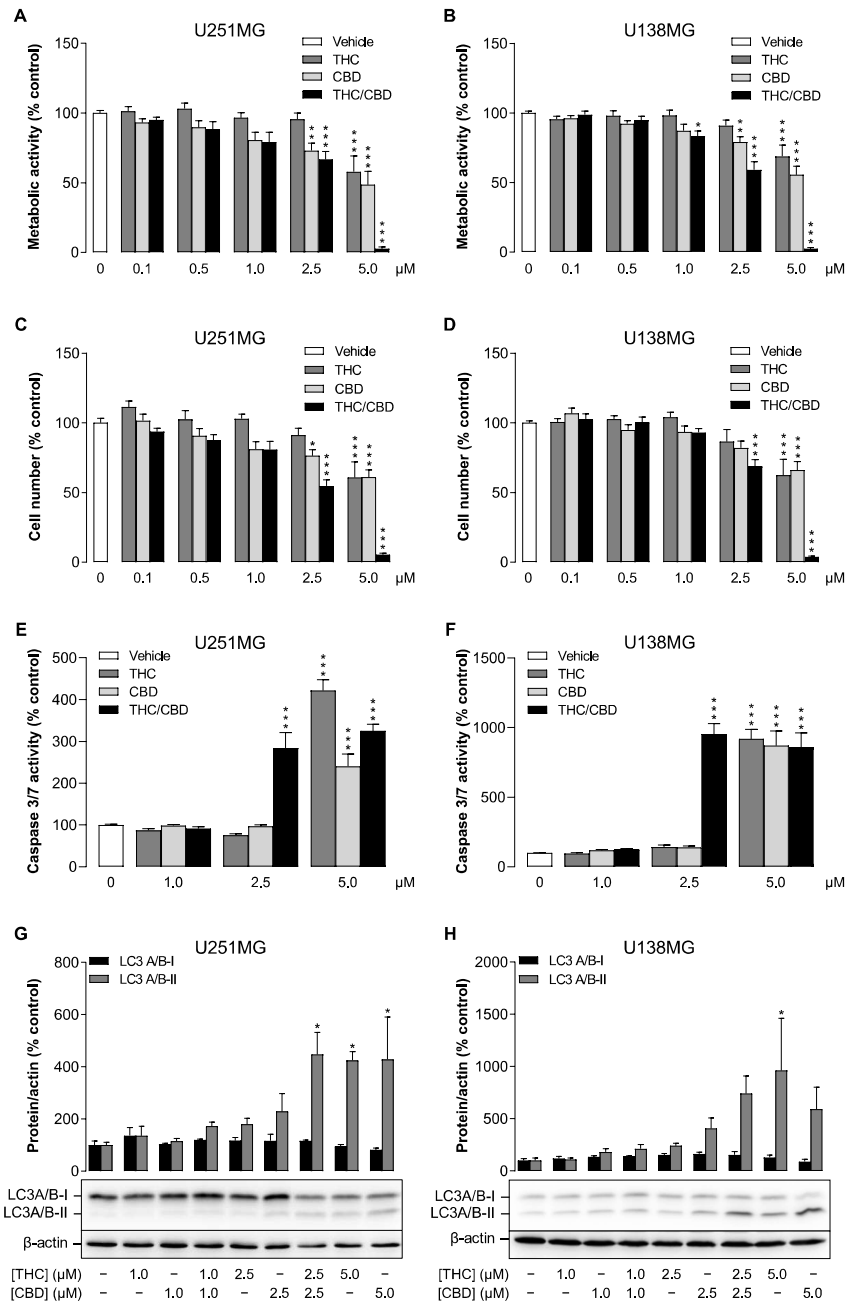 A
U251MG
150
100
50
0
Metabolic activity (% control)
Vehicle
THC
CBD
THC/CBD
** *** *** *** ***
0 0.1 0.5 1.0 2.5 5.0 µM
B
U138MG
150
100
50
0
Metabolic activity (% control)
Vehicle
THC
CBD
THC/CBD
* ** *** *** *** ***
0 0.1 0.5 1.0 2.5 5.0 µM
C
U251MG
150
100
50
0
Cell number (% control)
Vehicle
THC
CBD
THC/CBD
* *** *** *** ***
0 0.1 0.5 1.0 2.5 5.0 µM
D
U138MG
150
100
50
0
Cell number (% control)
Vehicle
THC
CBD
THC/CBD
*** *** *** ***
0 0.1 0.5 1.0 2.5 5.0 µM
E
U251MG
500
400
300
200
100
0
Caspase 3/7 activity (% control)
Vehicle
THC
CBD
THC/CBD
*** *** *** ***
0 1.0 2.5 5.0 µM
F
U138MG
1500
1000
500
0
Caspase 3/7 activity (% control)
Vehicle
THC
CBD
THC/CBD
*** *** *** ***
0 1.0 2.5 5.0 µM
G
U251MG
800
600
400
200
0
Protein/actin (% control)
LC3 A/B-I
LC3 A/B-II
* * *
LC3A/B-I
LC3A/B-II
β-actin
[THC] (µM) – 1.0 – 1.0 2.5 – 2.5 5.0 –
[CBD] (µM) – – 1.0 1.0 – 2.5 2.5 – 5.0
H
U138MG
2000
1500
1000
500
0
Protein/actin (% control)
LC3 A/B-I
LC3 A/B-II
*
LC3A/B-I
LC3A/B-II
β-actin
[THC] (µM) – 1.0 – 1.0 2.5 – 2.5 5.0 –
[CBD] (µM) – – 1.0 1.0 – 2.5 2.5 – 5.0